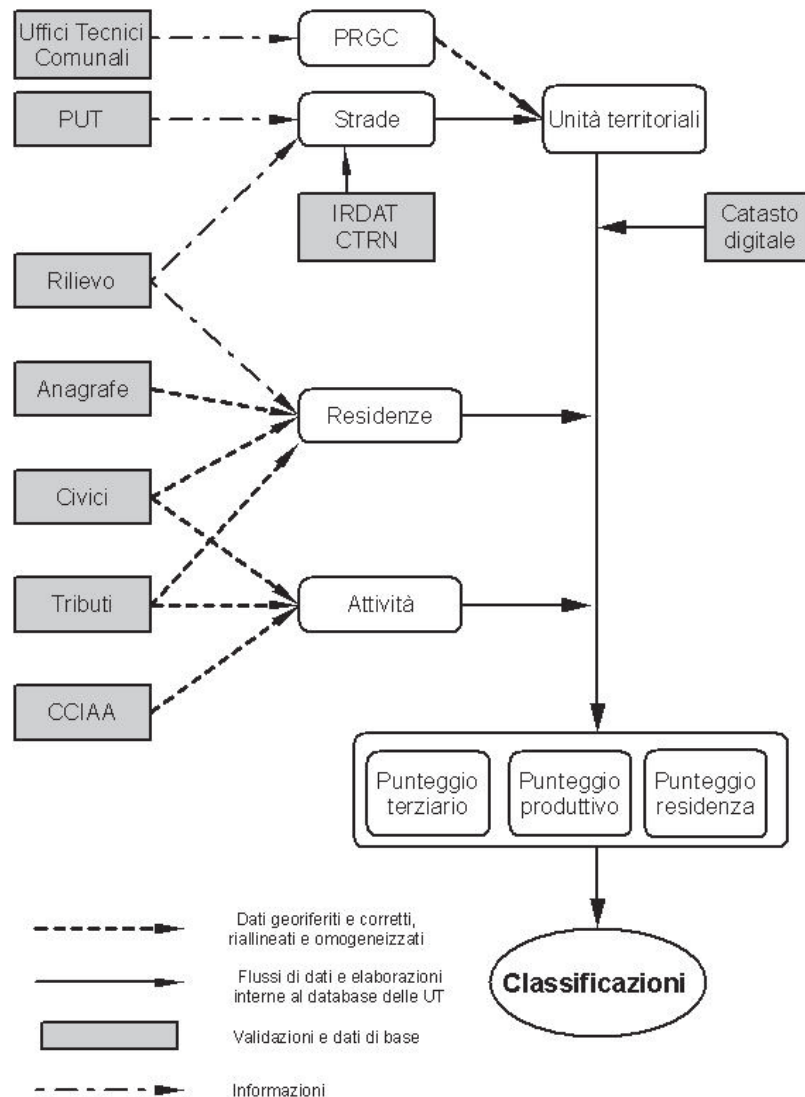 Uffici Tecnici
Comunali
PRGC
PUT
Strade
Unità territoriali
IRDAT
CTRN
Catasto
digitale
Rilievo
Anagrafe
Residenze
Civici
Tributi
Attività
CCIAA
Punteggio
terziario
Punteggio
produttivo
Punteggio
residenza
Dati georiferiti e corretti,
riallineati e omogeneizzati
Flussi di dati e elaborazioni
interne al database delle UT
Classificazioni
Validazioni e dati di base
Informazioni